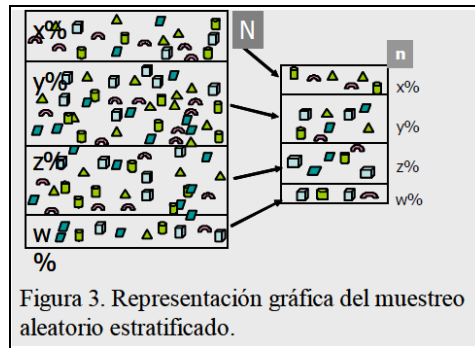 x%
N
n
x%
y%
y%
z%
z%
w
%
w%
Figura 3. Representación gráfica del muestreo
aleatorio estratificado.